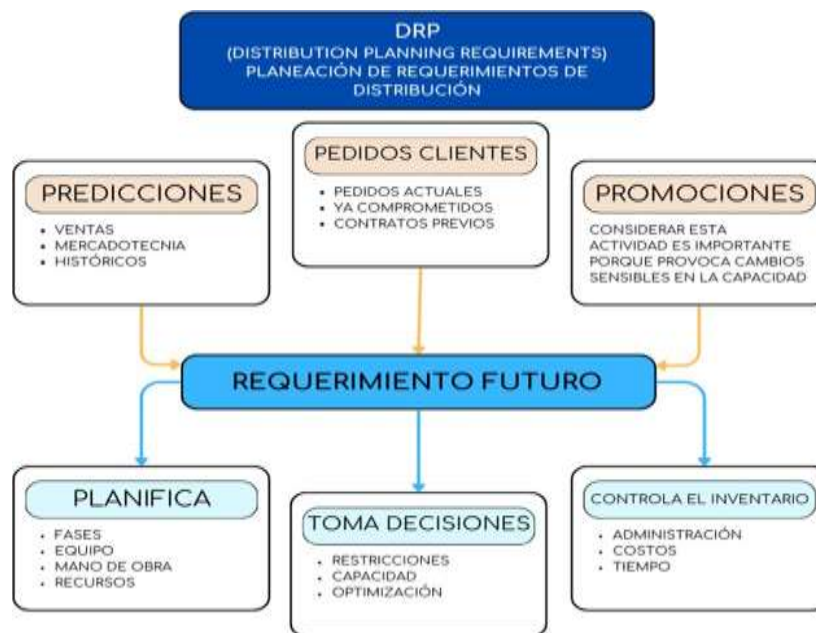 DRP
(DISTRIBUTION PLANNING REQUIREMENTS)
PLANEACIÓN DE REQUERIMIENTOS DE
DISTRIBUCIÓN
PREDICCIONES
• VENTAS
• MERCADOTECNIA
• HISTÓRICOS
PEDIDOS CLIENTES
• PEDIDOS ACTUALES
• YA COMPROMETIDOS
• CONTRATOS PREVIOS
PROMOCIONES
CONSIDERAR ESTA
ACTIVIDAD ES IMPORTANTE
PORQUE PROVOCA CAMBIOS
SENSIBLES EN LA CAPACIDAD
REQUERIMIENTO FUTURO
PLANIFICA
• FASES
• EQUIPO
• MANO DE OBRA
• RECURSOS
TOMA DECISIONES
• RESTRICCIONES
• CAPACIDAD
• OPTIMIZACIÓN
CONTROLA EL INVENTARIO
• ADMINISTRACIÓN
• COSTOS
• TIEMPO